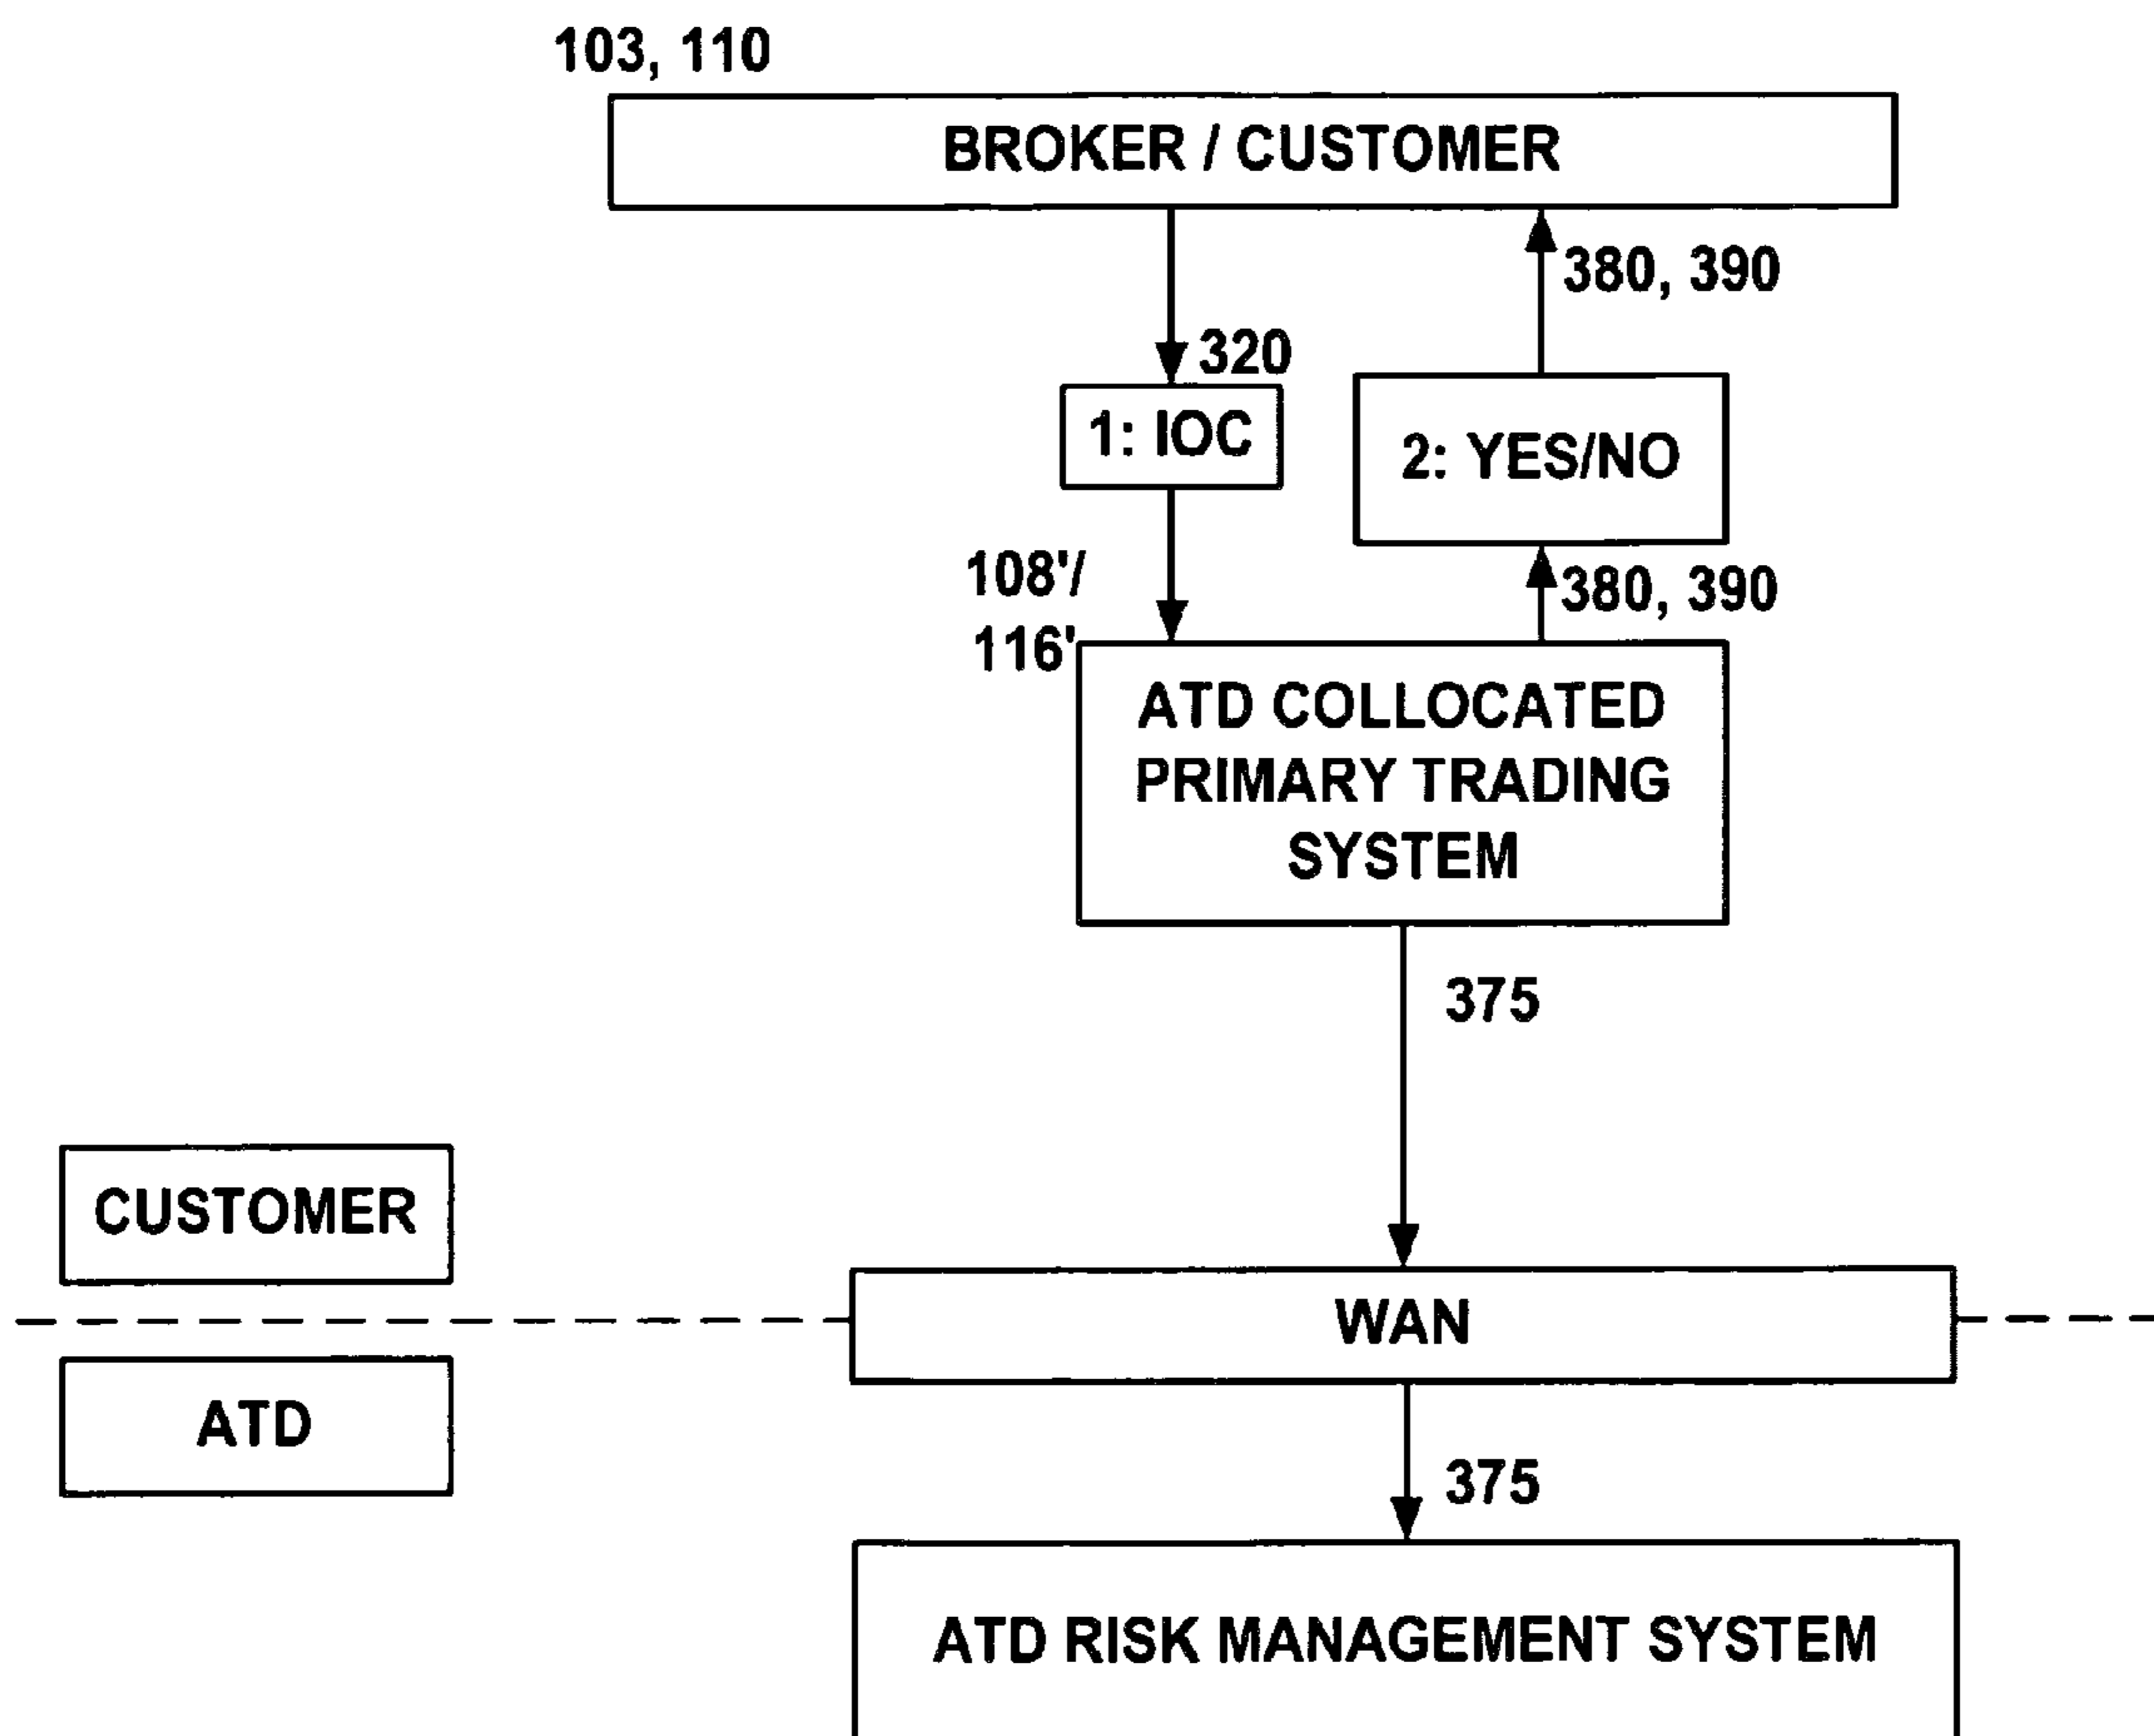 103, 110
BROKER / CUSTOMER
380, 390
320
1: IOC
2: YES/NO
108'/
116'
380, 390
ATD COLLOCATED
PRIMARY TRADING
SYSTEM
375
CUSTOMER
WAN
ATD
375
ATD RISK MANAGEMENT SYSTEM